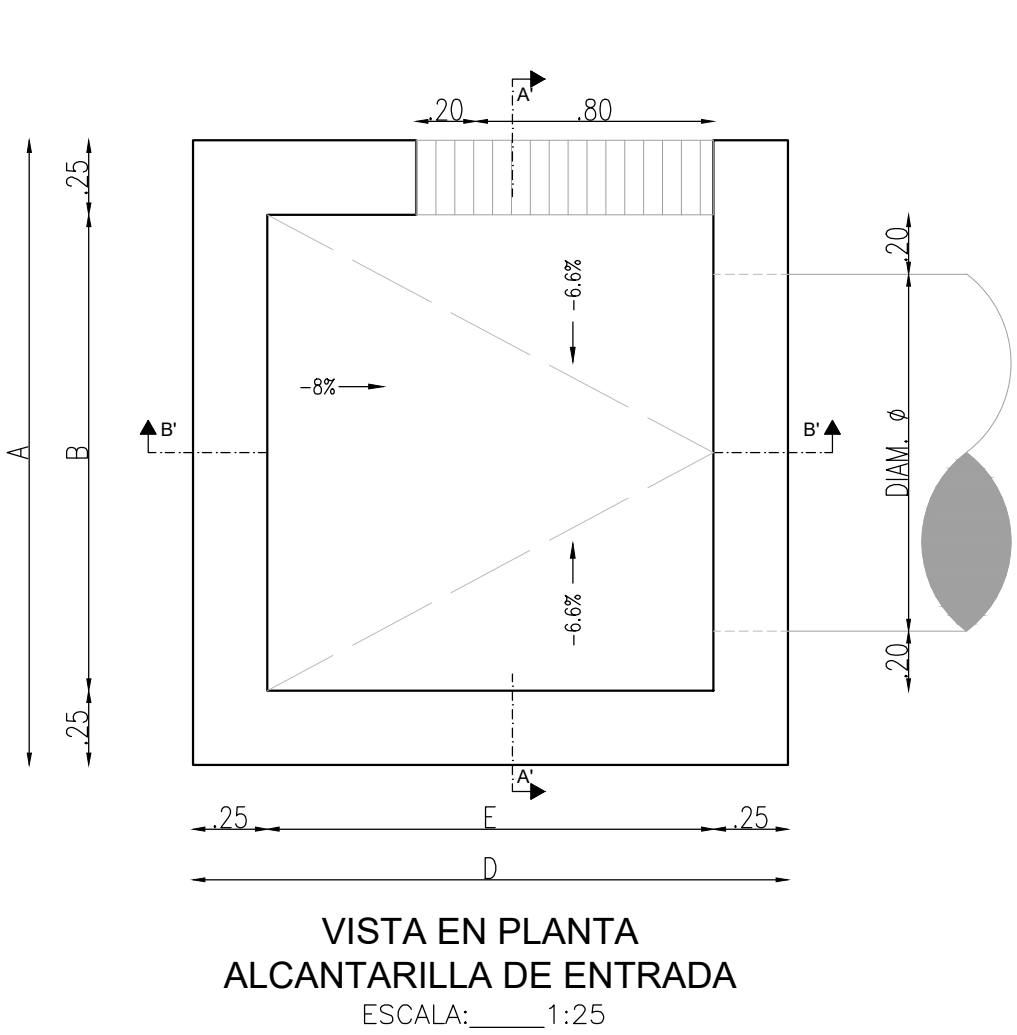 A'
.20
.80
.25
.20
-6.6%
-8%
B'
B'
A
B
DIAM. ø
-6.6%
.20
.25
A'
.25
E
.25
D
VISTA EN PLANTA
ALCANTARILLA DE ENTRADA
ESCALA:_____1:25